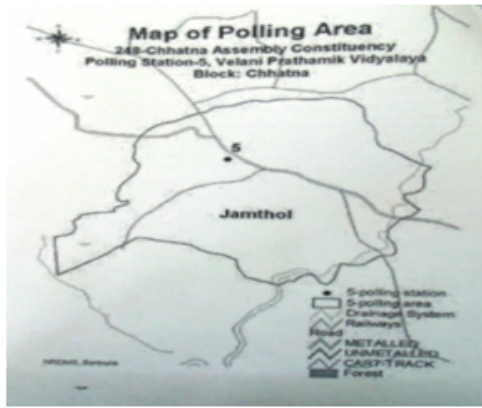 Map of Polling Area
248-Chhatna Assembly Constituency
Polling Station-5, Velani Prathamik Vidyalaya
Block: Chhatna
5
Jamthol
5-polling station
5-polling area
Drainage System
Railways
Road
METALLED
UNMETALLED
CART-TRACK
Forest
NRDMS, Bankura